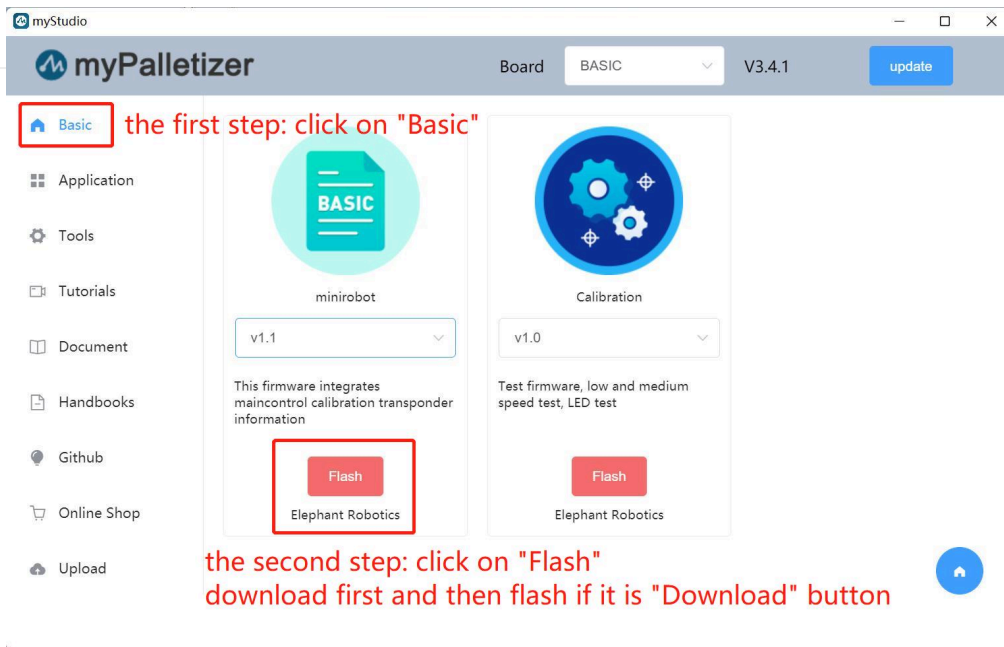 myStudio
myPalletizer
Board
BASIC
V3.4.1
update
Basic
the first step: click on "Basic"
Application
Tools
Tutorials
Document
Handbooks
Github
Online Shop
Upload
BASIC
minirobot
v1.1
This firmware integrates
maincontrol calibration transponder
information
Flash
Elephant Robotics
Calibration
v1.0
Test firmware, low and medium
speed test, LED test
Flash
Elephant Robotics
the second step: click on "Flash"
download first and then flash if it is "Download" button